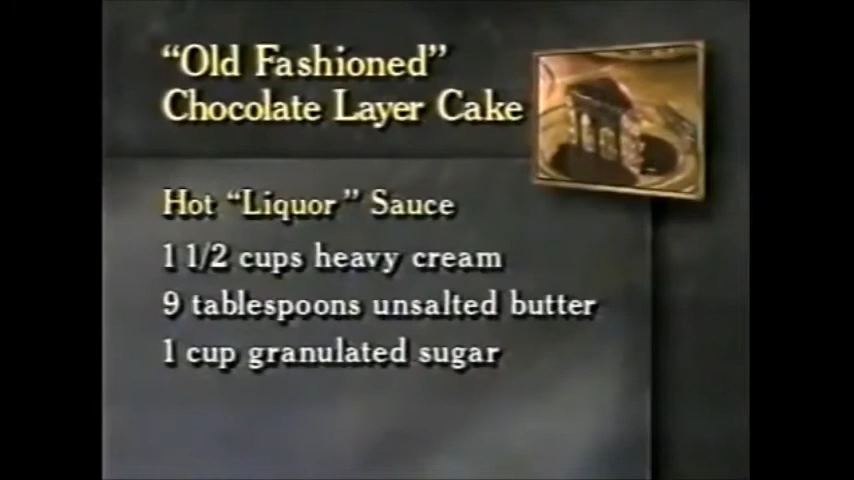 “Old Fashioned”
Chocolate Layer Cake
Hot “Liquor” Sauce
1 1/2 cups heavy cream
9 tablespoons unsalted butter
1 cup granulated sugar